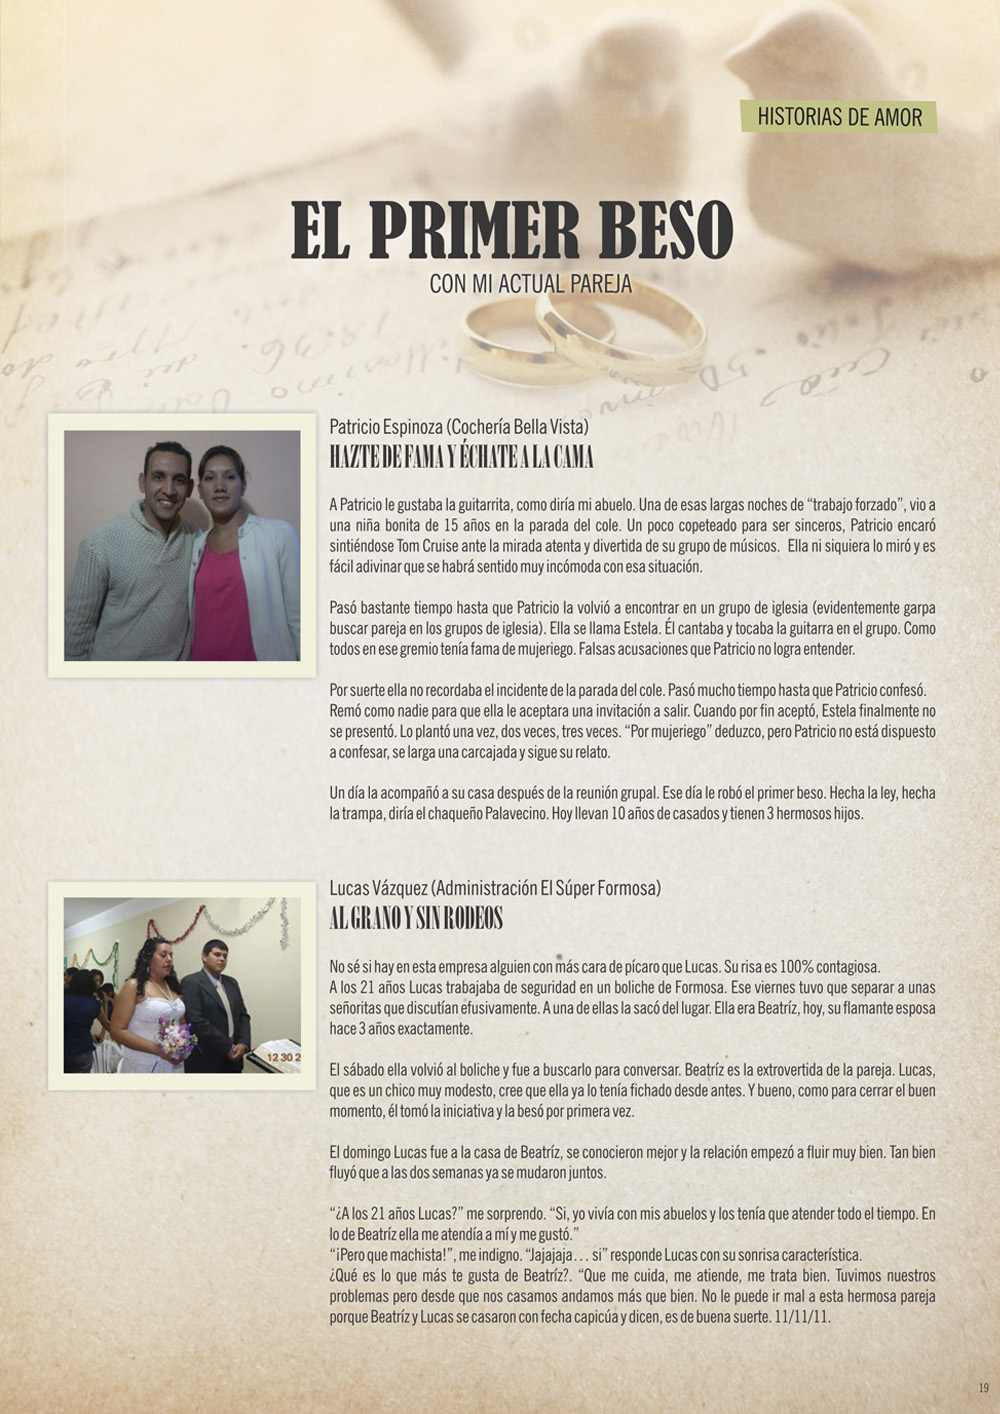 HISTORIAS DE AMOR
EL PRIMER BESO
CON MI ACTUAL PAREJA
Patricio Espinoza (Cochería Bella Vista)
HAZTE DE FAMA Y ÉCHATE A LA CAMA
A Patricio le gustaba la guitarrita, como diría mi abuelo. Una de esas largas noches de “trabajo forzado”, vio a
una niña bonita de 15 años en la parada del cole. Un poco copeteado para ser sinceros, Patricio encaró
sintiéndose Tom Cruise ante la mirada atenta y divertida de su grupo de músicos. Ella ni siquiera lo miró y es
fácil adivinar que se habrá sentido muy incómoda con esa situación.
Pasó bastante tiempo hasta que Patricio la volvió a encontrar en un grupo de iglesia (evidentemente garpa
buscar pareja en los grupos de iglesia). Ella se llama Estela. Él cantaba y tocaba la guitarra en el grupo. Como
todos en ese gremio tenía fama de mujeriego. Falsas acusaciones que Patricio no logra entender.
Por suerte ella no recordaba el incidente de la parada del cole. Pasó mucho tiempo hasta que Patricio confesó.
Remó como nadie para que ella le aceptara una invitación a salir. Cuando por fin aceptó, Estela finalmente no
se presentó. Lo plantó una vez, dos veces, tres veces. “Por mujeriego” deduzco, pero Patricio no está dispuesto
a confesar, se larga una carcajada y sigue su relato.
Un día la acompañó a su casa después de la reunión grupal. Ese día le robó el primer beso. Hecha la ley, hecha
la trampa, diría el chaqueño Palavecino. Hoy llevan 10 años de casados y tienen 3 hermosos hijos.
Lucas Vázquez (Administración El Súper Formosa)
AL GRANO Y SIN RODEOS
No sé si hay en esta empresa alguien con más cara de pícaro que Lucas. Su risa es 100% contagiosa.
A los 21 años Lucas trabajaba de seguridad en un boliche de Formosa. Ese viernes tuvo que separar a unas
señoritas que discutían efusivamente. A una de ellas la sacó del lugar. Ella era Beatríz, hoy, su flamante esposa
hace 3 años exactamente.
12 30 2
El sábado ella volvió al boliche y fue a buscarlo para conversar. Beatríz es la extrovertida de la pareja. Lucas,
que es un chico muy modesto, cree que ella ya lo tenía fichado desde antes. Y bueno, como para cerrar el buen
momento, él tomó la iniciativa y la besó por primera vez.
El domingo Lucas fue a la casa de Beatríz, se conocieron mejor y la relación empezó a fluir muy bien. Tan bien
fluyó que a las dos semanas ya se mudaron juntos.
“¿A los 21 años Lucas?” me sorprendo. “Si, yo vivía con mis abuelos y los tenía que atender todo el tiempo. En
lo de Beatríz ella me atendía a mí y me gustó.”
“¡Pero que machista!”, me indigno. “Jajajaja… si” responde Lucas con su sonrisa característica.
¿Qué es lo que más te gusta de Beatríz?. “Que me cuida, me atiende, me trata bien. Tuvimos nuestros
problemas pero desde que nos casamos andamos más que bien. No le puede ir mal a esta hermosa pareja
porque Beatríz y Lucas se casaron con fecha capicúa y dicen, es de buena suerte. 11/11/11.
19